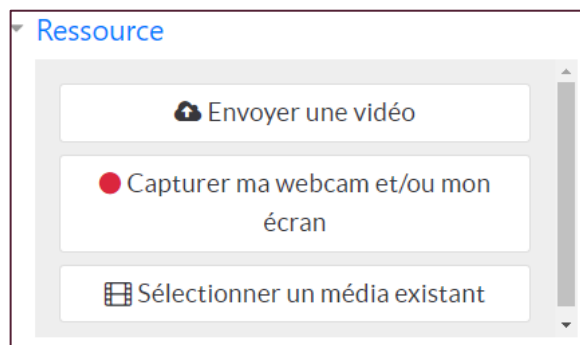 Ressource
Envoyer une vidéo
Capturer ma webcam et/ou mon
écran
Sélectionner un média existant